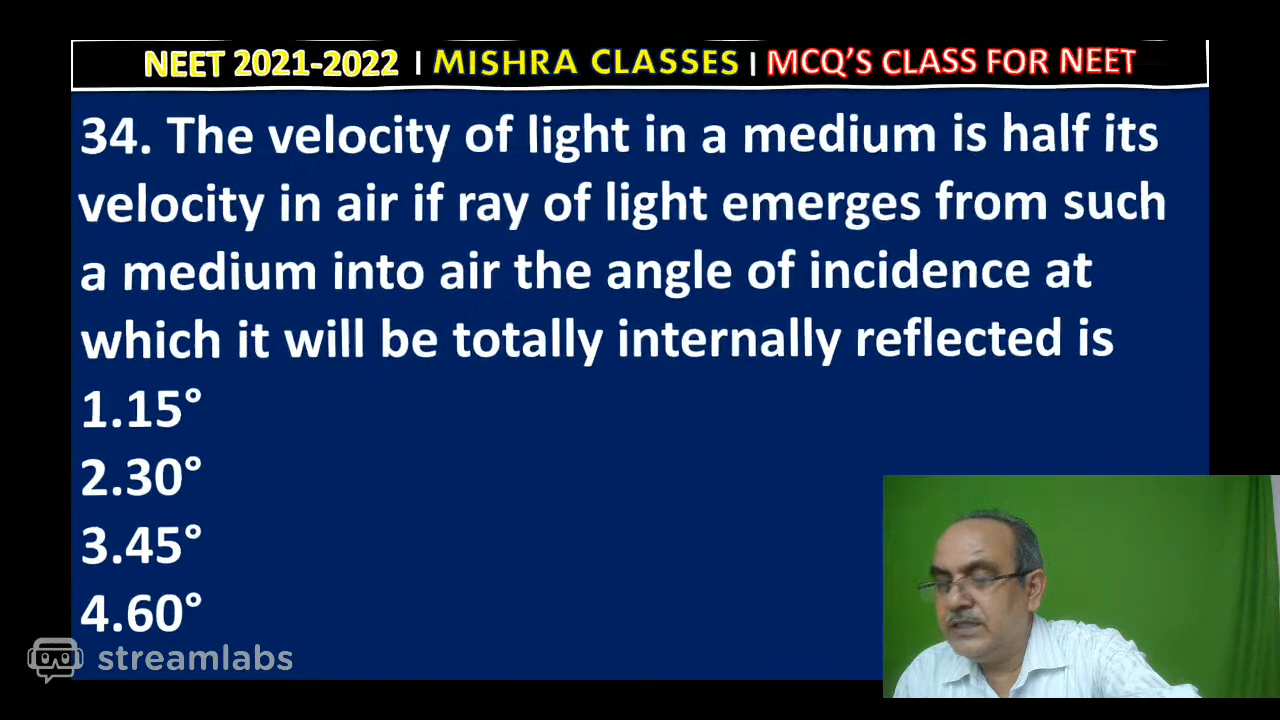 NEET 2021-2022 | MISHRA CLASSES | MCQ'S CLASS FOR NEET
34. The velocity of light in a medium is half its
velocity in air if ray of light emerges from such
a medium into air the angle of incidence at
which it will be totally internally reflected is
1.15°
2.30°
3.45°
4.60°
streamlabs